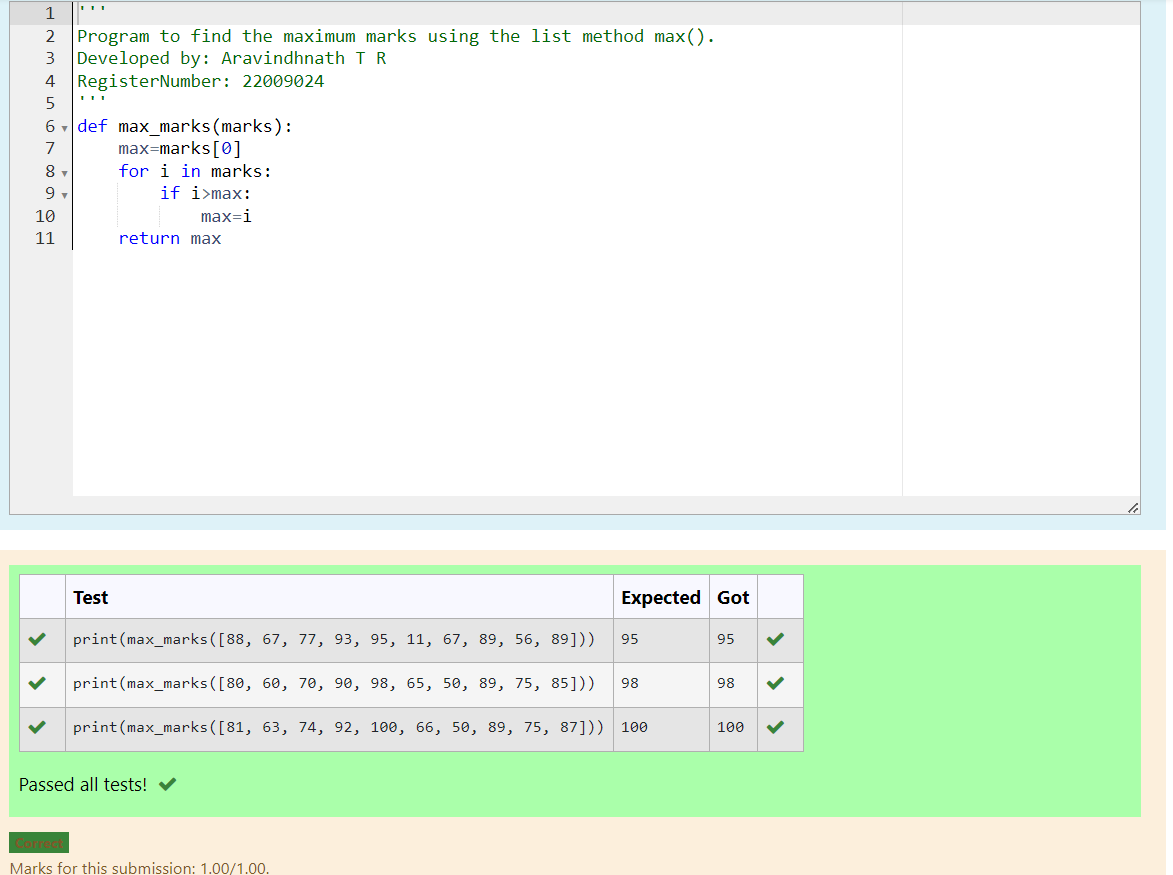 1 '''
2 Program to find the maximum marks using the list method max().
3 Developed by: Aravindhnath T R
4 RegisterNumber: 22009024
5 '''
6 def max_marks(marks):
7     max=marks[0]
8     for i in marks:
9         if i>max:
10             max=i
11     return max
Test Expected Got
print(max_marks([88, 67, 77, 93, 95, 11, 67, 89, 56, 89])) 95 95
print(max_marks([80, 60, 70, 90, 98, 65, 50, 89, 75, 85])) 98 98
print(max_marks([81, 63, 74, 92, 100, 66, 50, 89, 75, 87])) 100 100
Passed all tests!
Correct
Marks for this submission: 1.00/1.00.